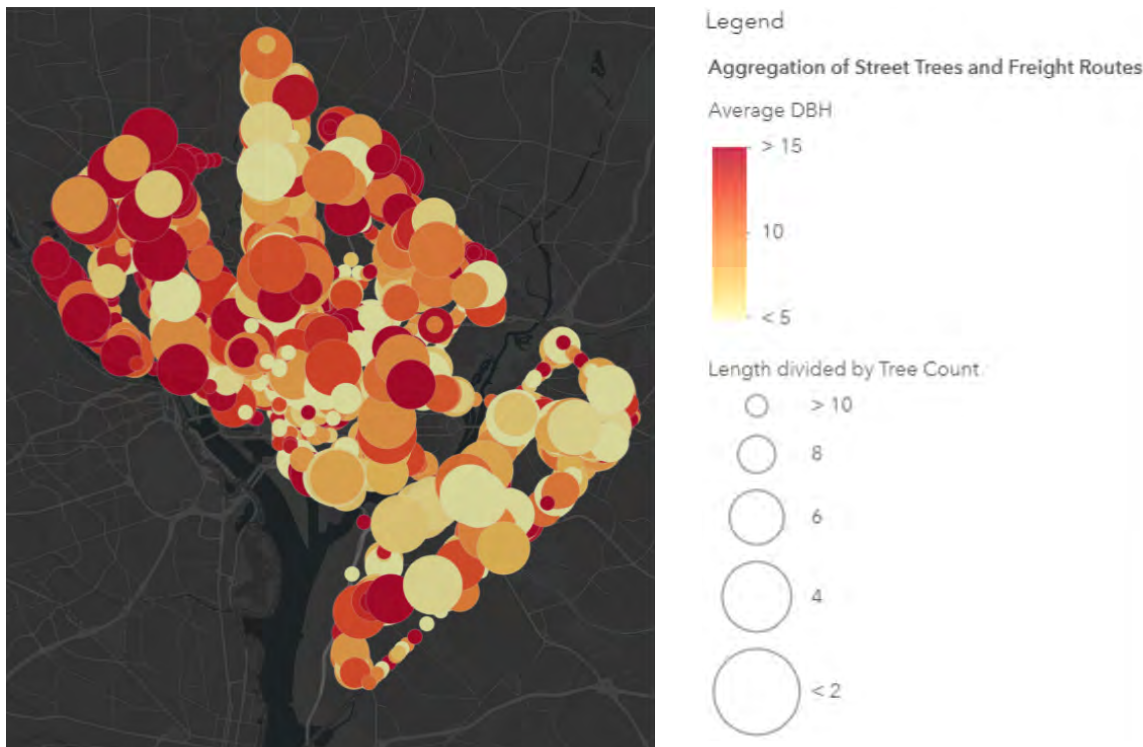 Legend
Aggregation of Street Trees and Freight Routes
Average DBH
> 15
10
< 5
Length divided by Tree Count
> 10
8
6
4
< 2